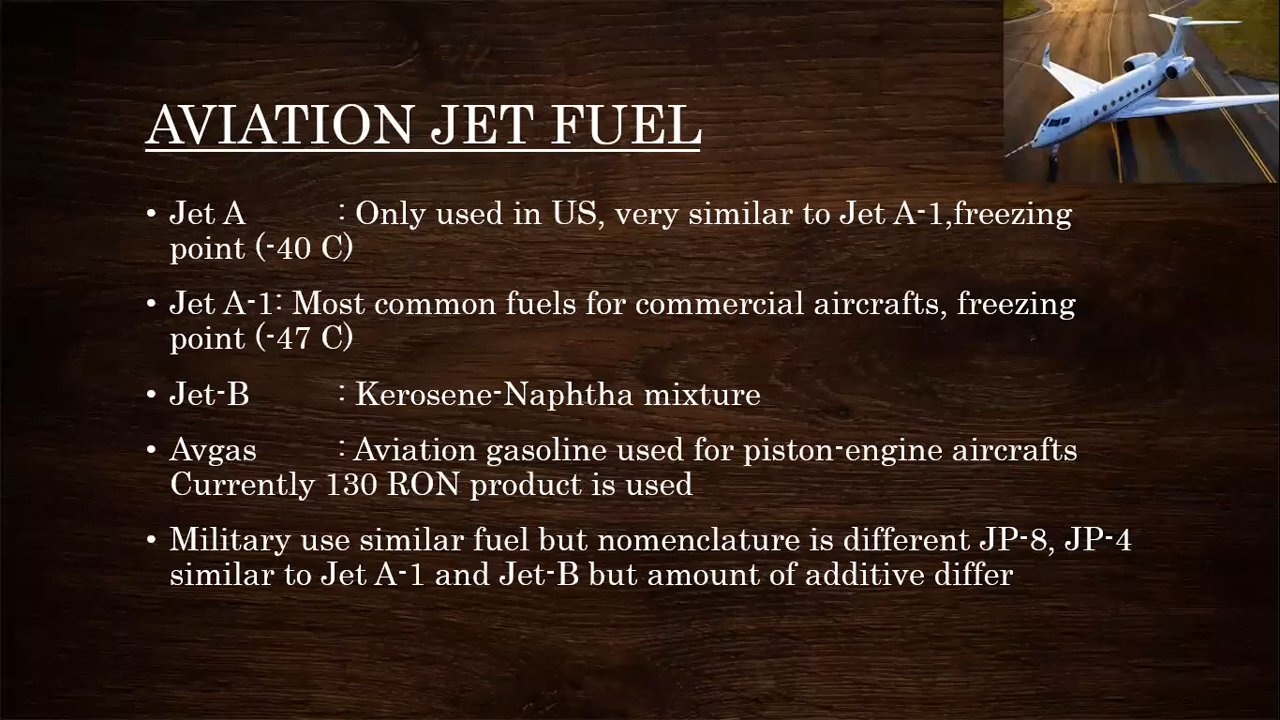 AVIATION JET FUEL
• Jet A : Only used in US, very similar to Jet A-1,freezing
point (-40 C)
• Jet A-1: Most common fuels for commercial aircrafts, freezing
point (-47 C)
• Jet-B : Kerosene-Naphtha mixture
• Avgas : Aviation gasoline used for piston-engine aircrafts
Currently 130 RON product is used
• Military use similar fuel but nomenclature is different JP-8, JP-4
similar to Jet A-1 and Jet-B but amount of additive differ